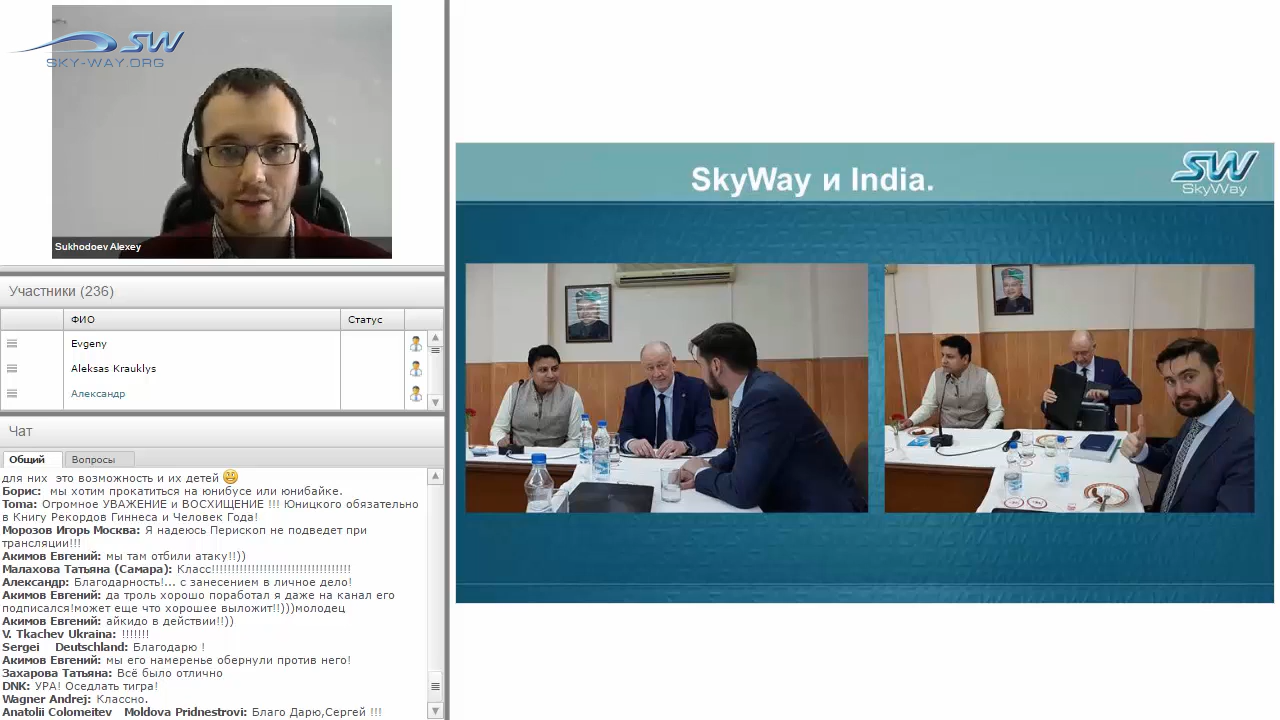 SW
SKY-WAY.ORG
Sukhodoev Alexey
Участники (236)
ФИО Статус
Evgeny
Aleksas Krauklys
Александр
Чат
Общий Вопросы
для них это возможность и их детей
Борис: мы хотим прокатиться на юнибусе или юнибайке.
Toma: Огромное УВАЖЕНИЕ и ВОСХИЩЕНИЕ !!! Юницкого обязательно
в Книгу Рекордов Гиннеса и Человек Года!
Морозов Игорь Москва: Я надеюсь Перископ не подведет при
трансляции!!!
Акимов Евгений: мы там отбили атаку!!))
Малахова Татьяна (Самара): Класс!!!!!!!!!!!!!!!!!!!!!!!!!!!!!!!!!!!
Александр: Благодарность!... с занесением в личное дело!
Акимов Евгений: да троль хорошо поработал я даже на канал его
подписался!может еще что хорошее выложит!!)))молодец
Акимов Евгений: айкидо в действии!!))
V. Tkachev Ukraina: !!!!!!!
Sergei Deutschland: Благодарю !
Акимов Евгений: мы его намеренье обернули против него!
Захарова Татьяна: Всё было отлично
DNK: УРА! Оседлать тигра!
Wagner Andrej: Классно.
Anatolii Colomeitev Moldova Pridnestrovi: Благо Дарю,Сергей !!!
SkyWay и India.
SW
SkyWay